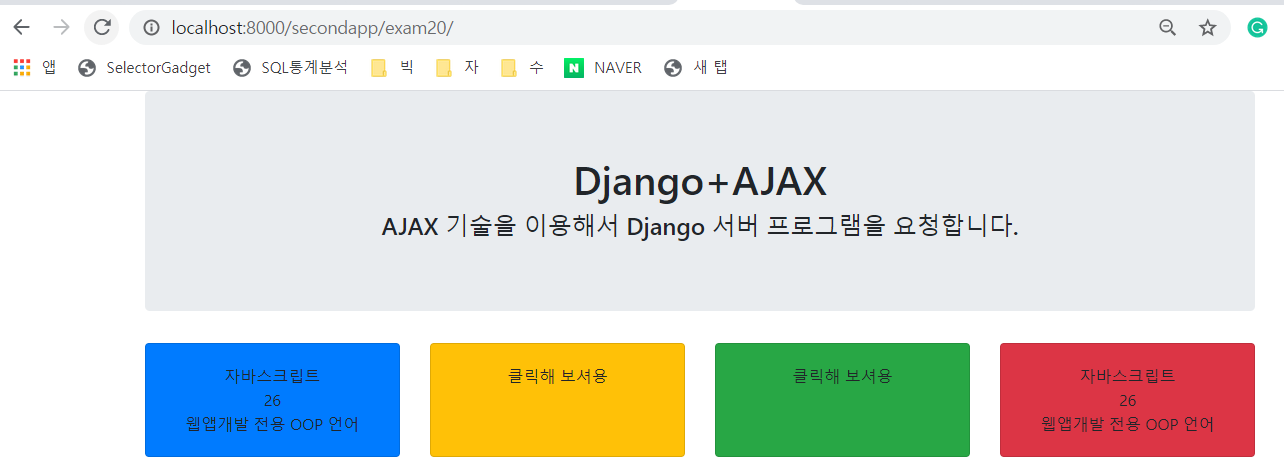 localhost:8000/secondapp/exam20/
앱 SelectorGadget SQL통계분석 빅 자 수 NAVER 새 탭
Django+AJAX
AJAX 기술을 이용해서 Django 서버 프로그램을 요청합니다.
자바스크립트
26
웹앱개발 전용 OOP 언어
클릭해 보셔용
클릭해 보셔용
자바스크립트
26
웹앱개발 전용 OOP 언어